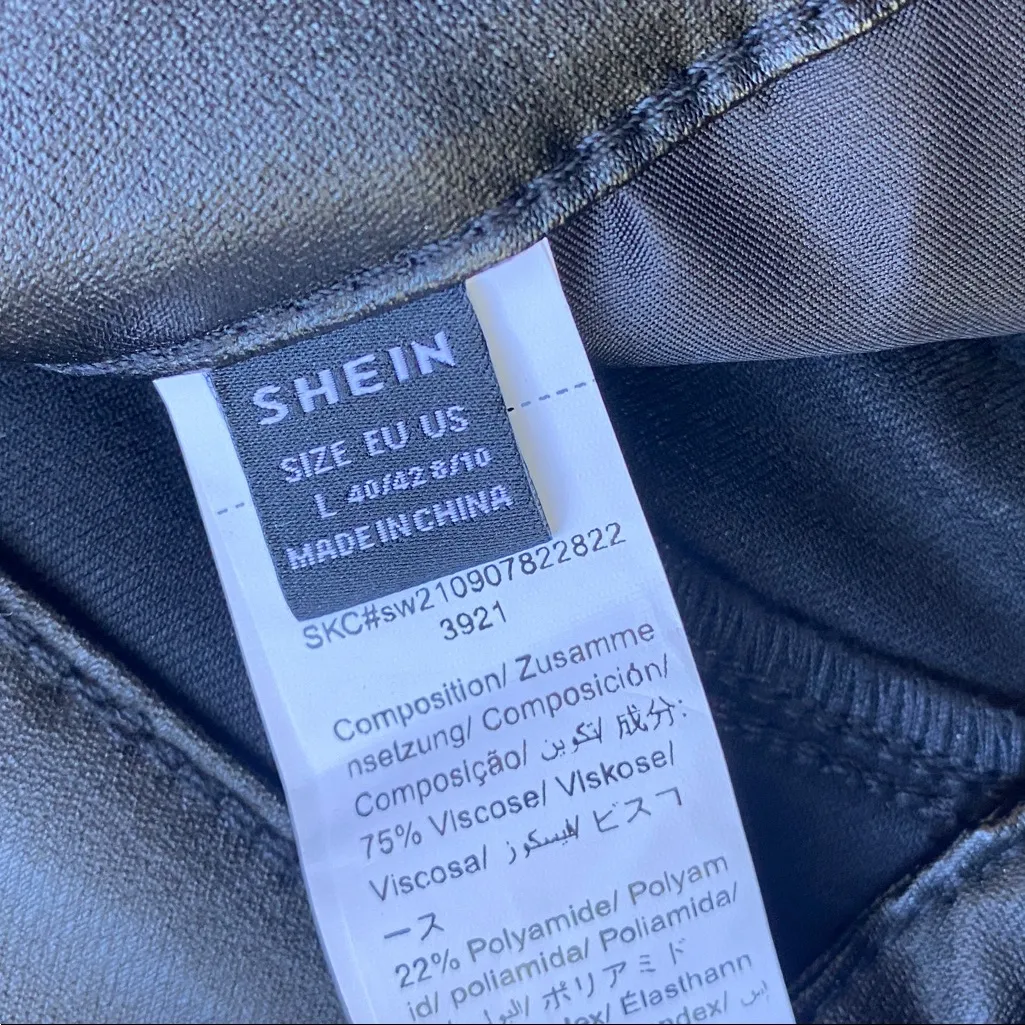 SHEIN
SIZE EU US
L 40/42 8/10
MADE IN CHINA
SKC#sw210907822822
3921
Composition/ Zusamme
nsetzung/ Composición/
Composição/ تكوين/ 成分:
75% Viscose/ Viskose/
Viscosa/ فيسكوز/ ビスコ
ース
22% Polyamide/ Polyam
id/ poliamida/ Poliamida/
ポリアミド
Élasthann